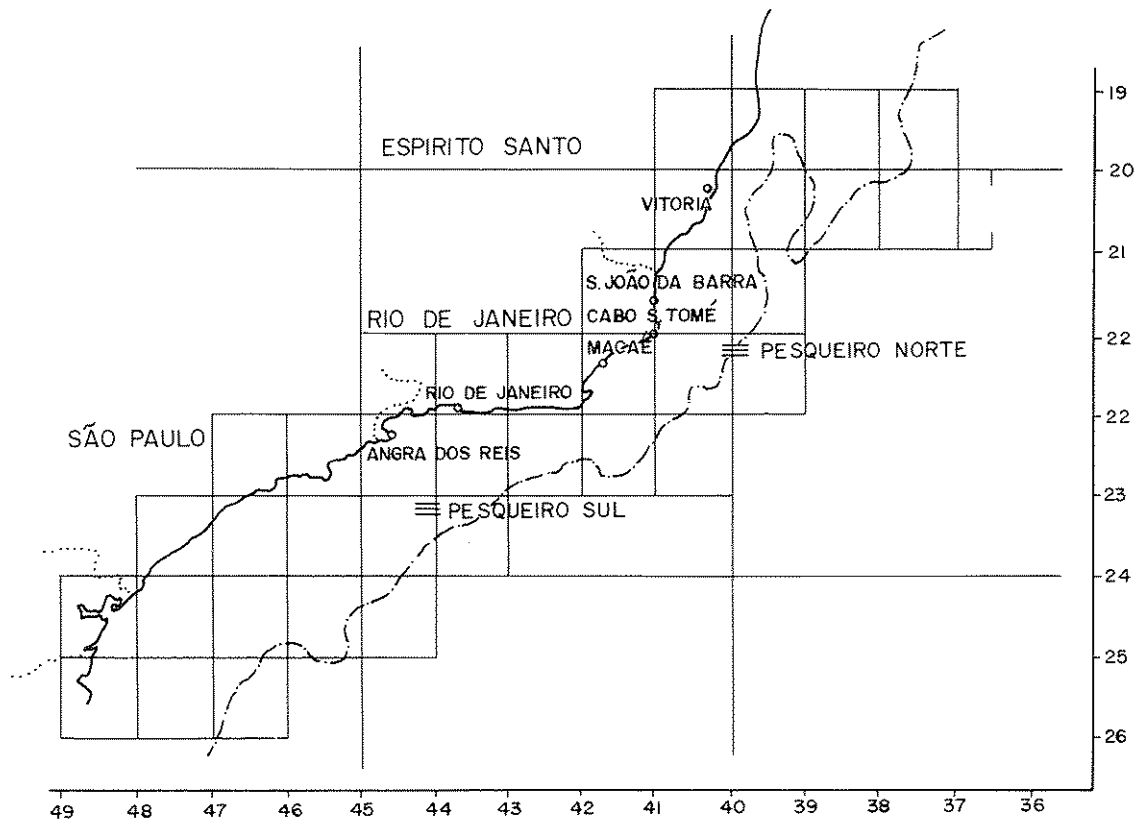 19
ESPIRITO SANTO
20
VITORIA
21
S. JOÃO DA BARRA
RIO DE JANEIRO
CABO S. TOMÉ
22
MACAÉ
PESQUEIRO NORTE
RIO DE JANEIRO
22
SÃO PAULO
ANGRA DOS REIS
23
PESQUEIRO SUL
24
25
26
49 48 47 46 45 44 43 42 41 40 39 38 37 36